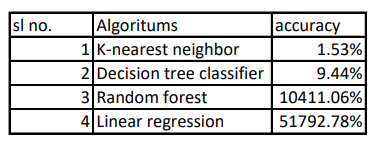 sl no. Algoritums accuracy
1 K-nearest neighbor 1.53%
2 Decision tree classifier 9.44%
3 Random forest 10411.06%
4 Linear regression 51792.78%